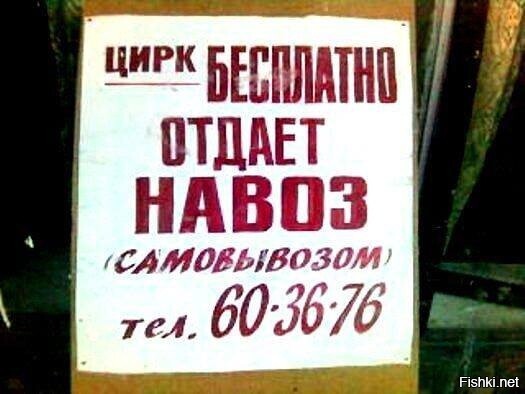 ЦИРК БЕСПЛАТНО
ОТДАЕТ
НАВОЗ
(САМОВЫВОЗОМ)
тел. 60-36-76
Fishki.net